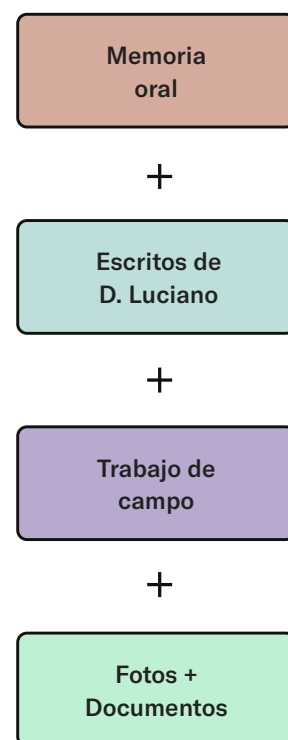 Memoria
oral
+
Escritos de
D. Luciano
+
Trabajo de
campo
+
Fotos +
Documentos